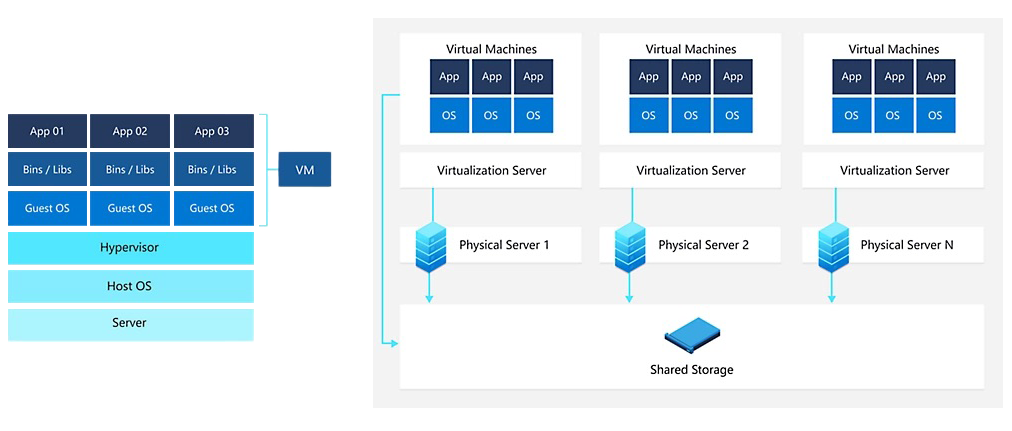 App 01
App 02
App 03
Bins / Libs
Bins / Libs
Bins / Libs
VM
Guest OS
Guest OS
Guest OS
Hypervisor
Host OS
Server
Virtual Machines
App
App
App
OS
OS
OS
Virtualization Server
Physical Server 1
Virtual Machines
App
App
App
OS
OS
OS
Virtualization Server
Physical Server 2
Virtual Machines
App
App
App
OS
OS
OS
Virtualization Server
Physical Server N
Shared Storage